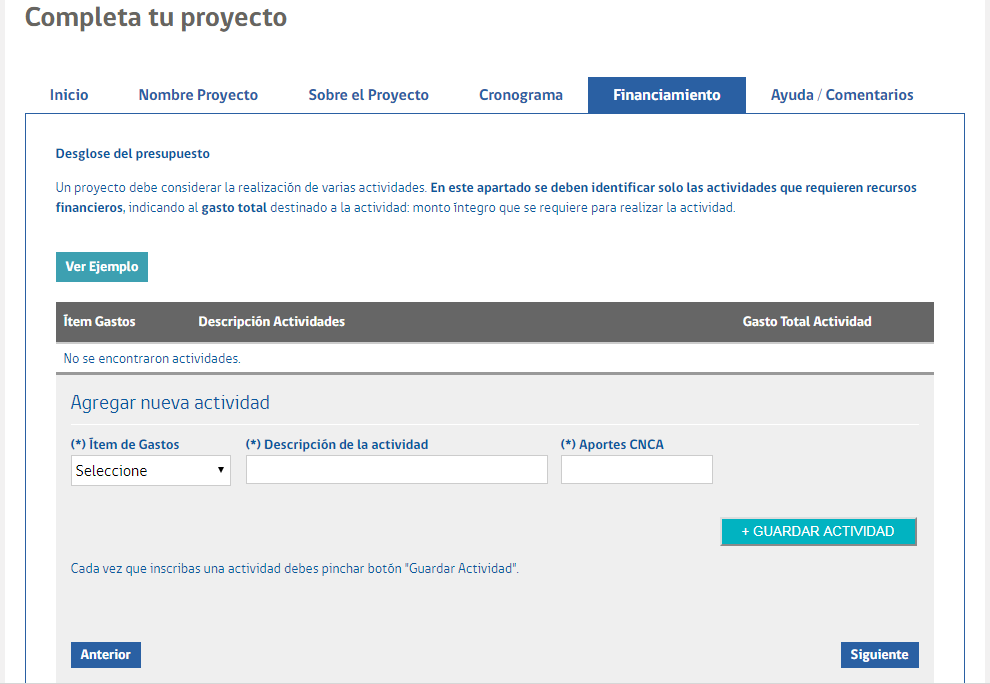 Completa tu proyecto
Inicio Nombre Proyecto Sobre el Proyecto Cronograma Financiamiento Ayuda / Comentarios
Desglose del presupuesto
Un proyecto debe considerar la realización de varias actividades. En este apartado se deben identificar solo las actividades que requieren recursos
financieros, indicando al gasto total destinado a la actividad: monto íntegro que se requiere para realizar la actividad.
Ver Ejemplo
Ítem Gastos Descripción Actividades Gasto Total Actividad
No se encontraron actividades.
Agregar nueva actividad
(*) Ítem de Gastos (*) Descripción de la actividad (*) Aportes CNCA
Seleccione
+ GUARDAR ACTIVIDAD
Cada vez que inscribas una actividad debes pinchar botón "Guardar Actividad".
Anterior Siguiente